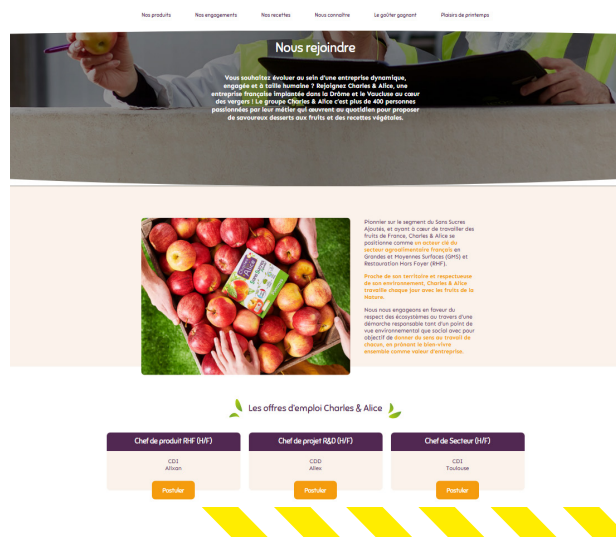 Nos produits Nos engagements Nos recettes Nous connaître Le goûter gagnant Plaisirs de printemps
Nous rejoindre
Vous souhaitez évoluer au sein d'une entreprise dynamique,
engagée et à taille humaine ? Rejoignez Charles & Alice, une
entreprise française implantée dans la Drôme et le Vaucluse au cœur
des vergers ! Le groupe Charles & Alice c'est plus de 400 personnes
passionnées par leur métier qui œuvrent au quotidien pour proposer
de savoureux desserts aux fruits et des recettes végétales.
Pionnier sur le segment du Sans Sucres
Ajoutés, et ayant à cœur de travailler des
fruits de France, Charles & Alice se
positionne comme un acteur clé du
secteur agroalimentaire français en
Grandes et Moyennes Surfaces (GMS) et
Restauration Hors Foyer (RHF).
Proche de son territoire et respectueuse
de son environnement, Charles & Alice
travaille chaque jour avec les fruits de la
Nature.
Nous nous engageons en faveur du
respect des écosystèmes au travers d'une
démarche responsable tant d'un point de
vue environnemental que social avec pour
objectif de donner du sens au travail de
chacun, en prônant le bien-vivre
ensemble comme valeur d'entreprise.
Charles
Alice
Les offres d'emploi Charles & Alice
Chef de produit RHF (H/F)
CDI
Alixan
Postuler
Chef de projet R&D (H/F)
CDD
Allex
Postuler
Chef de Secteur (H/F)
CDI
Toulouse
Postuler